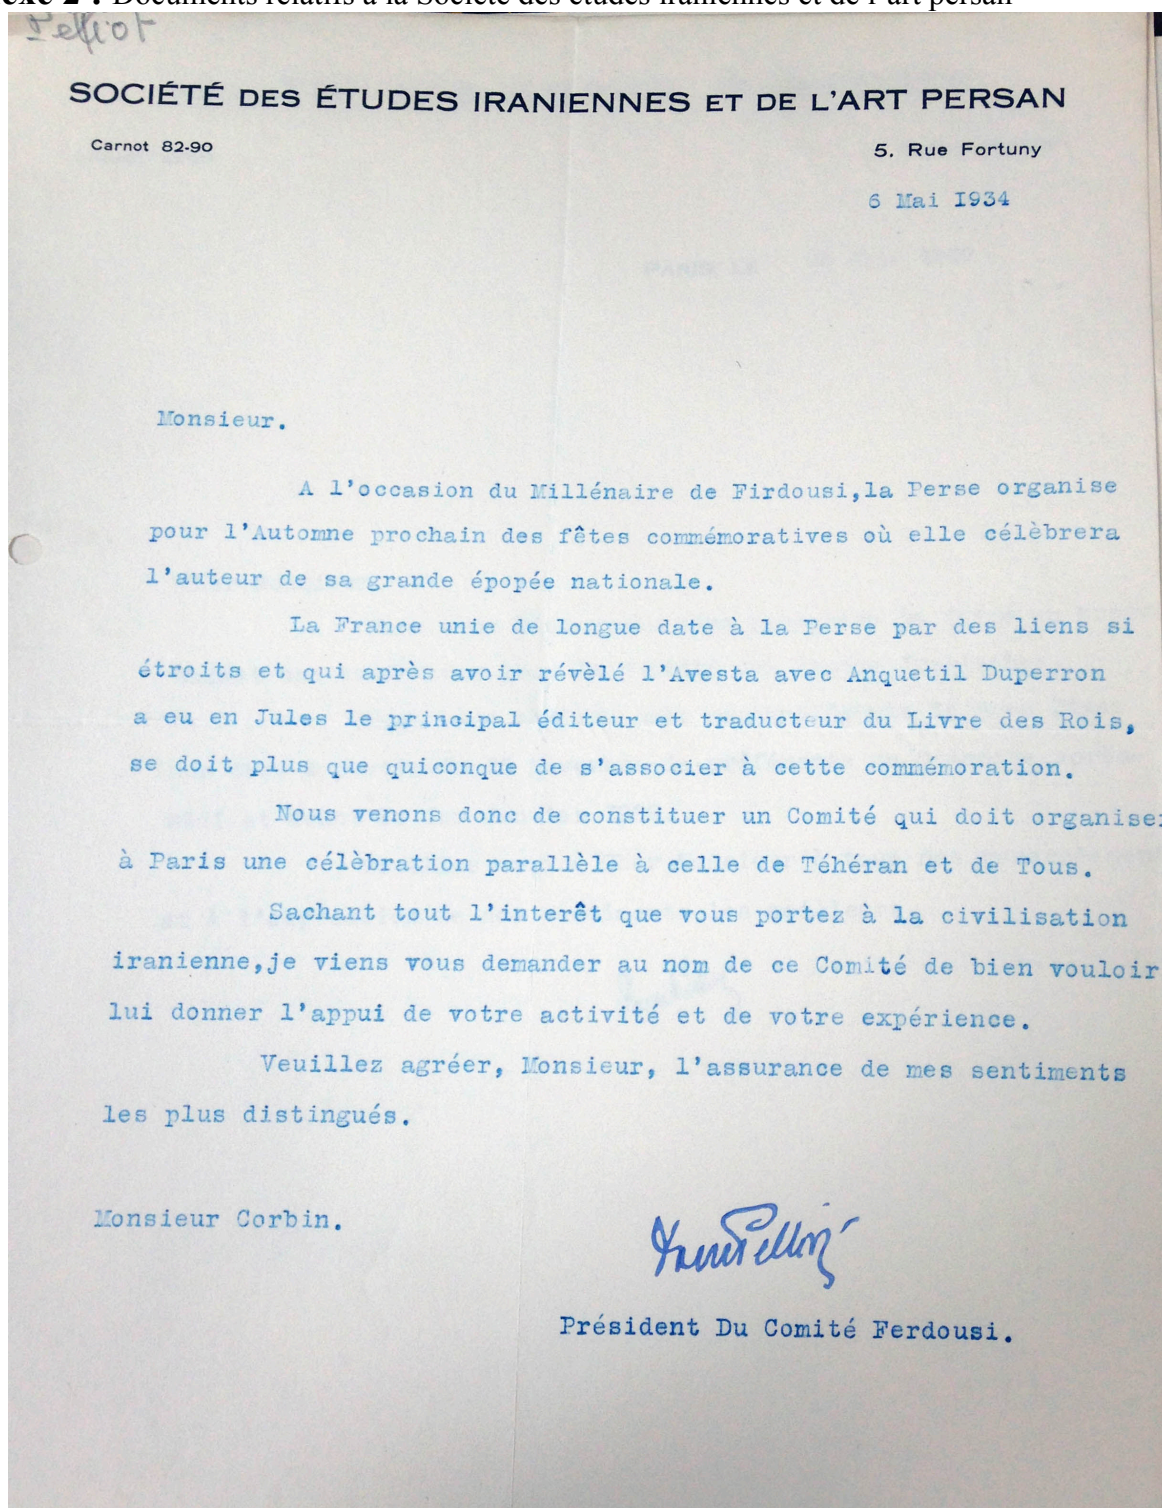 exe 2 : Documents relatifs à la Société des études iraniennes et de l'art persan
Pelliot
SOCIÉTÉ DES ÉTUDES IRANIENNES ET DE L'ART PERSAN
Carnot 82-90
5, Rue Fortuny
6 Mai I934
Monsieur.
A l'occasion du Millénaire de Firdousi,la Perse organise
pour l'Automne prochain des fêtes commémoratives où elle célèbrera
l'auteur de sa grande épopée nationale.
La France unie de longue date à la Perse par des liens si
étroits et qui après avoir révèlé l'Avesta avec Anquetil Duperron
a eu en Jules le principal éditeur et traducteur du Livre des Rois,
se doit plus que quiconque de s'associer à cette commémoration.
Nous venons donc de constituer un Comité qui doit organise
à Paris une célèbration parallèle à celle de Téhéran et de Tous.
Sachant tout l'interêt que vous portez à la civilisation
iranienne,je viens vous demander au nom de ce Comité de bien vouloir
lui donner l'appui de votre activité et de votre expérience.
Veuillez agréer, Monsieur, l'assurance de mes sentiments
les plus distingués.
Monsieur Corbin.
Président Du Comité Ferdousi.